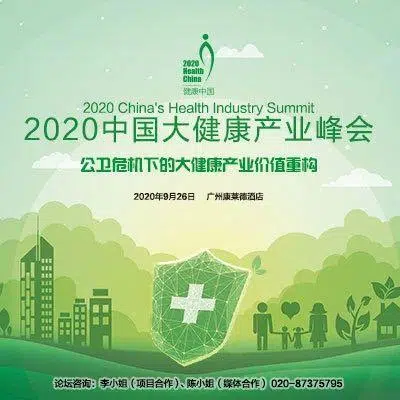 2020
Health
China
健康中国
2020 China's Health Industry Summit
2020中国大健康产业峰会
公卫危机下的大健康产业价值重构
2020年9月26日 广州康莱德酒店
论坛咨询：李小姐（项目合作）、陈小姐（媒体合作）020-87375795